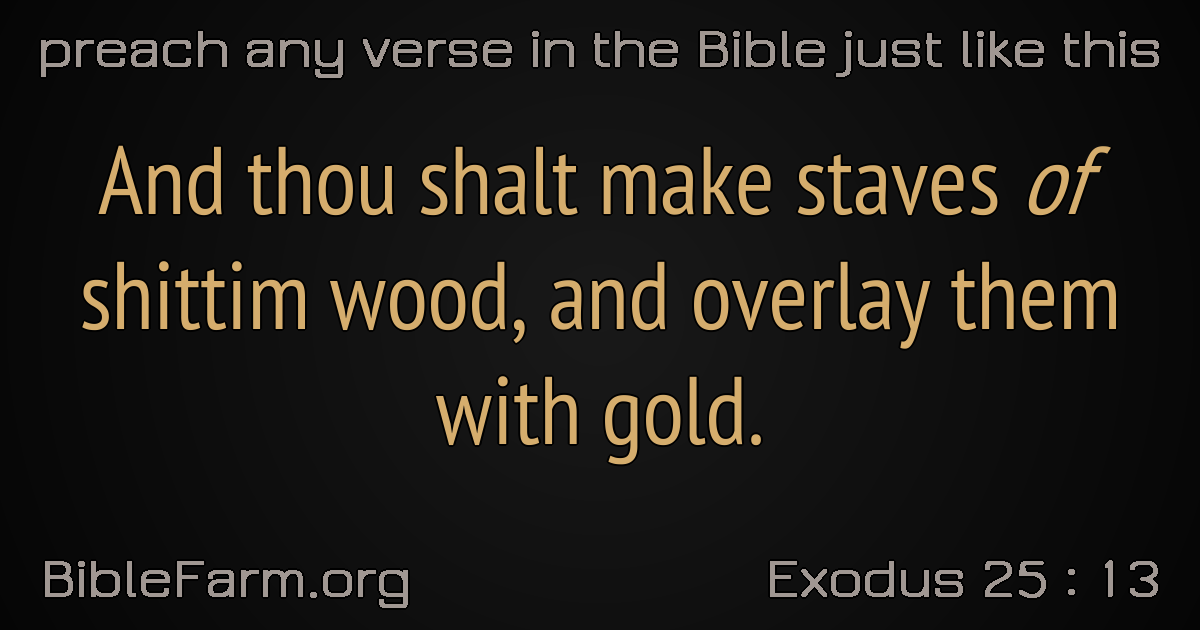 preach any verse in the Bible just like this
And thou shalt make staves of
shittim wood, and overlay them
with gold.
BibleFarm.org
Exodus 25 : 13